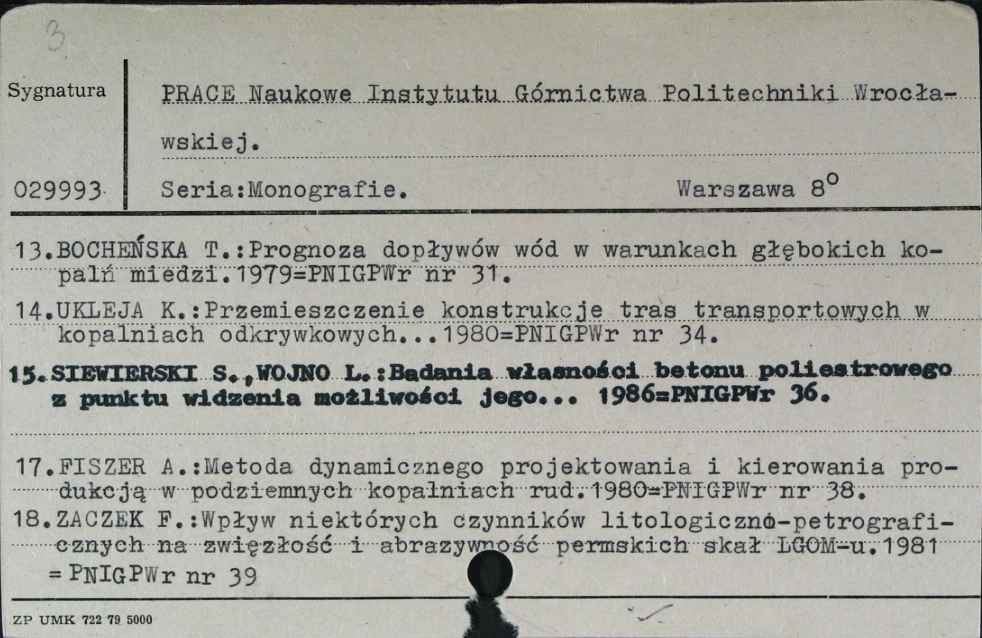 3
Sygnatura
PRACE Naukowe Instytutu Górnictwa Politechniki Wrocła-
wskiej.
029993
Seria:Monografie. Warszawa 8°
13.BOCHEŃSKA T.:Prognoza dopływów wód w warunkach głębokich ko-
palń miedzi.1979=PNIGPWr nr 31.
14.UKLEJA K.:Przemieszczenie konstrukcje tras transportowych w
kopalniach odkrywkowych...1980=PNIGPWr nr 34.
15.SIEWIERSKI S.,WOJNO L.:Badania własności betonu poliestrowego
z punktu widzenia możliwości jego... 1986=PNIGPWr 36.
17.FISZER A.:Metoda dynamicznego projektowania i kierowania pro-
dukcją w podziemnych kopalniach rud.1980=PNIGPWr nr 38.
18.ZACZEK F.:Wpływ niektórych czynników litologiczno-petrografi-
cznych na zwięzłość i abrazywność permskich skał LGOM-u.1981
=PNIGPWr nr 39
ZP UMK 722 79 5000